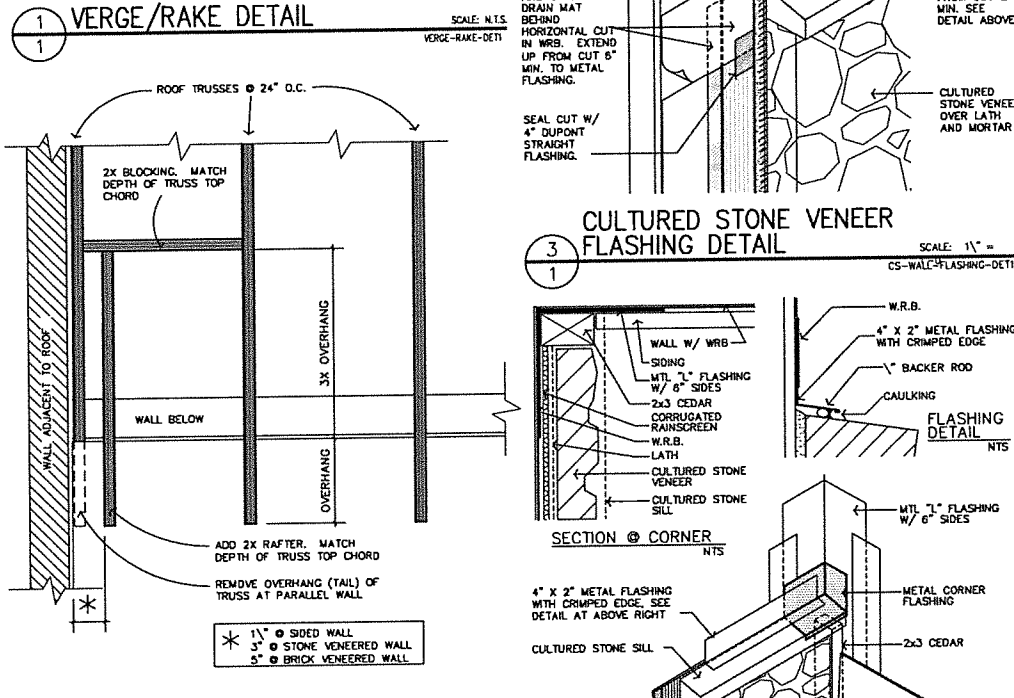 1
1
VERGE/RAKE DETAIL
SCALE: N.T.S.
VERGE-RAKE-DET1
ROOF TRUSSES @ 24" O.C.
2X BLOCKING. MATCH
DEPTH OF TRUSS TOP
CHORD
WALL ADJACENT TO ROOF
3X OVERHANG
WALL BELOW
OVERHANG
ADD 2X RAFTER. MATCH
DEPTH OF TRUSS TOP CHORD
REMOVE OVERHANG (TAIL) OF
TRUSS AT PARALLEL WALL
*
* 1\" @ SIDED WALL
3" @ STONE VENEERED WALL
5" @ BRICK VENEERED WALL
DRAIN MAT
BEHIND
HORIZONTAL CUT
IN WRB. EXTEND
UP FROM CUT 6"
MIN. TO METAL
FLASHING.
SEAL CUT W/
4" DUPONT
STRAIGHT
FLASHING.
MIN. SEE
DETAIL ABOVE
CULTURED
STONE VENEE
OVER LATH
AND MORTAR
3
1
CULTURED STONE VENEER
FLASHING DETAIL
SCALE: 1\" =
CS-WALL-FLASHING-DET1
WALL W/ WRB
SIDING
MTL "L" FLASHING
W/ 6" SIDES
2x3 CEDAR
CORRUGATED
RAINSCREEN
W.R.B.
LATH
CULTURED STONE
VENEER
CULTURED STONE
SILL
SECTION @ CORNER
NTS
W.R.B.
4" X 2" METAL FLASHING
WITH CRIMPED EDGE
\" BACKER ROD
CAULKING
FLASHING
DETAIL
NTS
MTL "L" FLASHING
W/ 6" SIDES
4" X 2" METAL FLASHING
WITH CRIMPED EDGE, SEE
DETAIL AT ABOVE RIGHT
METAL CORNER
FLASHING
CULTURED STONE SILL
2x3 CEDAR